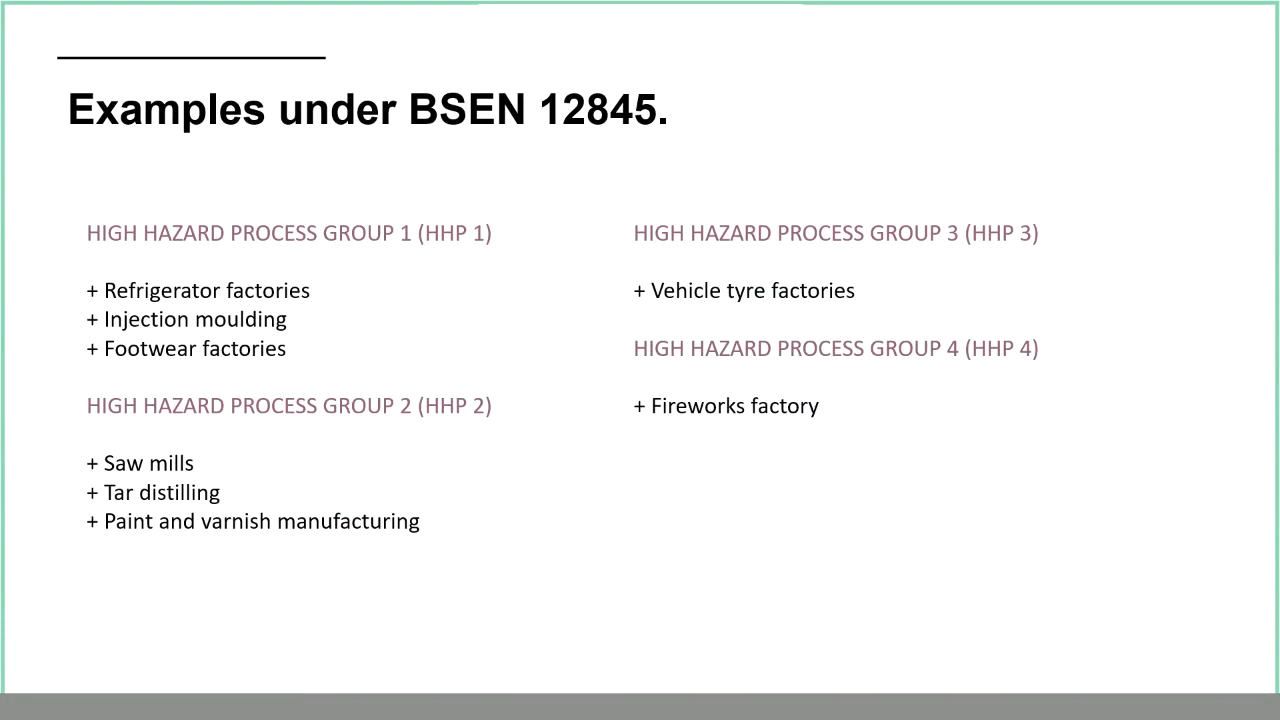 Examples under BSEN 12845.
HIGH HAZARD PROCESS GROUP 1 (HHP 1)
+ Refrigerator factories
+ Injection moulding
+ Footwear factories
HIGH HAZARD PROCESS GROUP 2 (HHP 2)
+ Saw mills
+ Tar distilling
+ Paint and varnish manufacturing
HIGH HAZARD PROCESS GROUP 3 (HHP 3)
+ Vehicle tyre factories
HIGH HAZARD PROCESS GROUP 4 (HHP 4)
+ Fireworks factory